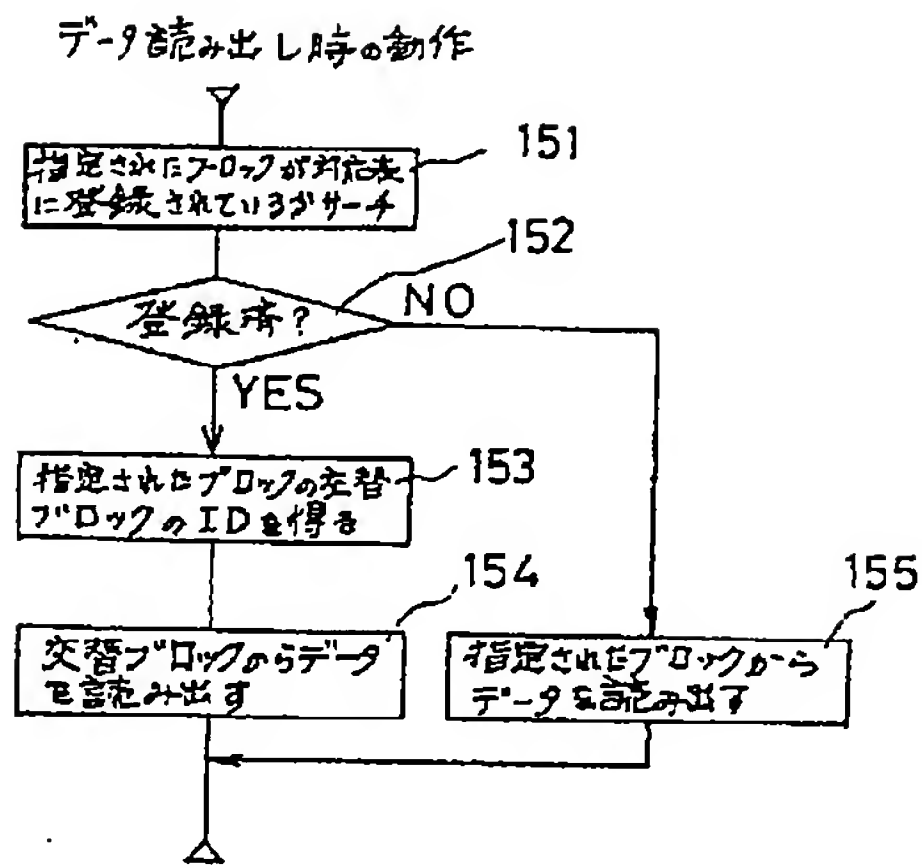 データ読み出し時の動作
151
指定されたブロックが対応表
に登録されているかサーチ
152
登録済?
NO
YES
153
指定されたブロックの交替
ブロックのIDを得る
154
交替ブロックからデータ
を読み出す
155
指定されたブロックから
データを読み出す